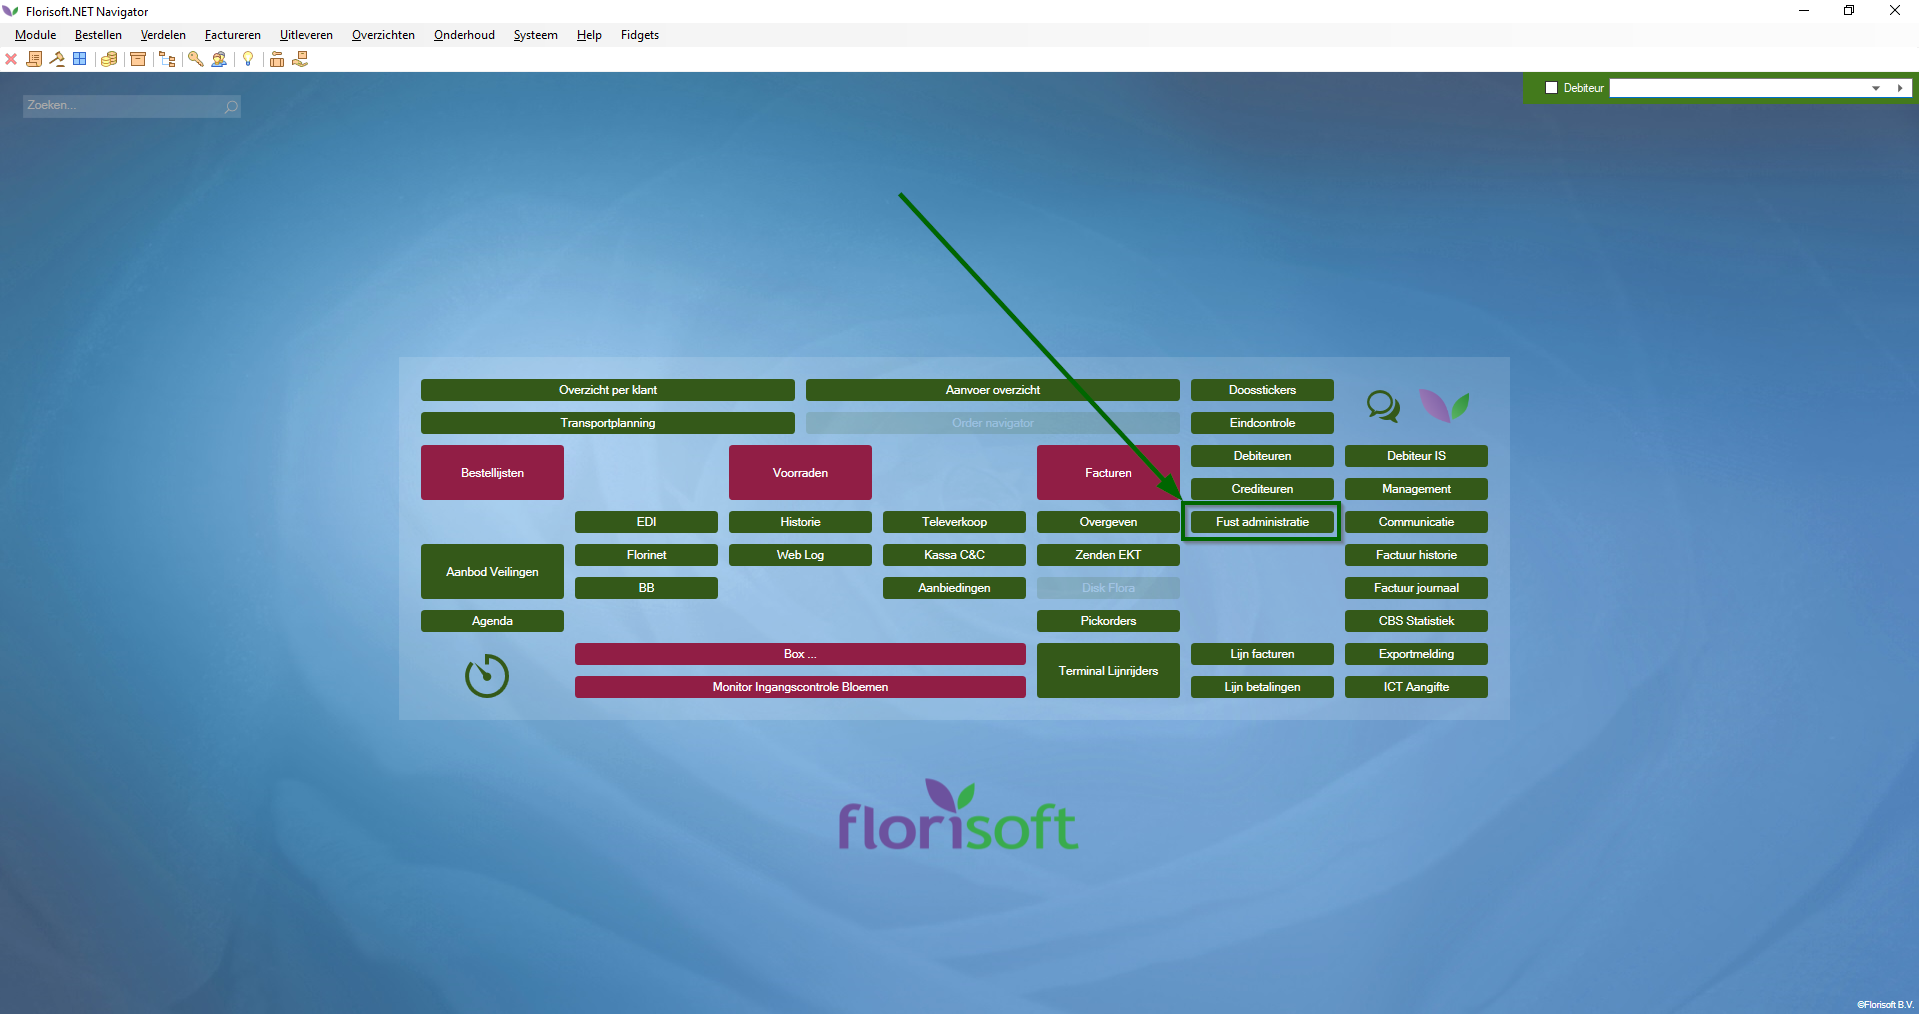 Florisoft.NET Navigator
Module Bestellen Verdelen Factureren Uitleveren Overzichten Onderhoud Systeem Help Fidgets
Zoeken...
Debiteur
Overzicht per klant Aanvoer overzicht Doosstickers
Transportplanning Order navigator Eindcontrole
Bestellijsten Voorraden Facturen Debiteuren Debiteur IS
Crediteuren Management
EDI Historie Televerkoop Overgeven Fust administratie Communicatie
Aanbod Veilingen Florinet Web Log Kassa C&C Zenden EKT Factuur historie
BB Aanbiedingen Disk Flora Factuur journaal
Agenda Pickorders CBS Statistiek
Box ... Terminal Lijnrijders Lijn facturen Exportmelding
Monitor Ingangscontrole Bloemen Lijn betalingen ICT Aangifte
florisoft
©Florisoft B.V.